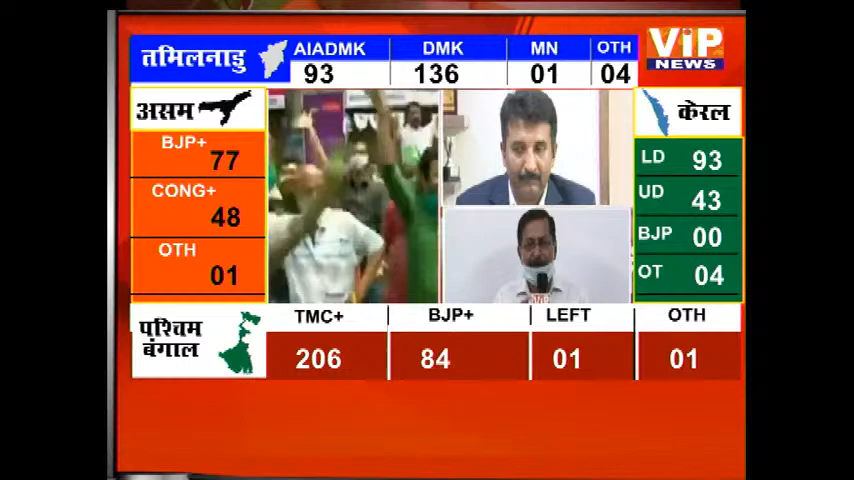 तमिलनाडु
AIADMK DMK MN OTH
93 136 01 04
ViP
NEWS
असम
BJP+
77
CONG+
48
OTH
01
केरल
LD 93
UD 43
BJP 00
OT 04
पश्चिम
बंगाल
TMC+ BJP+ LEFT OTH
206 84 01 01